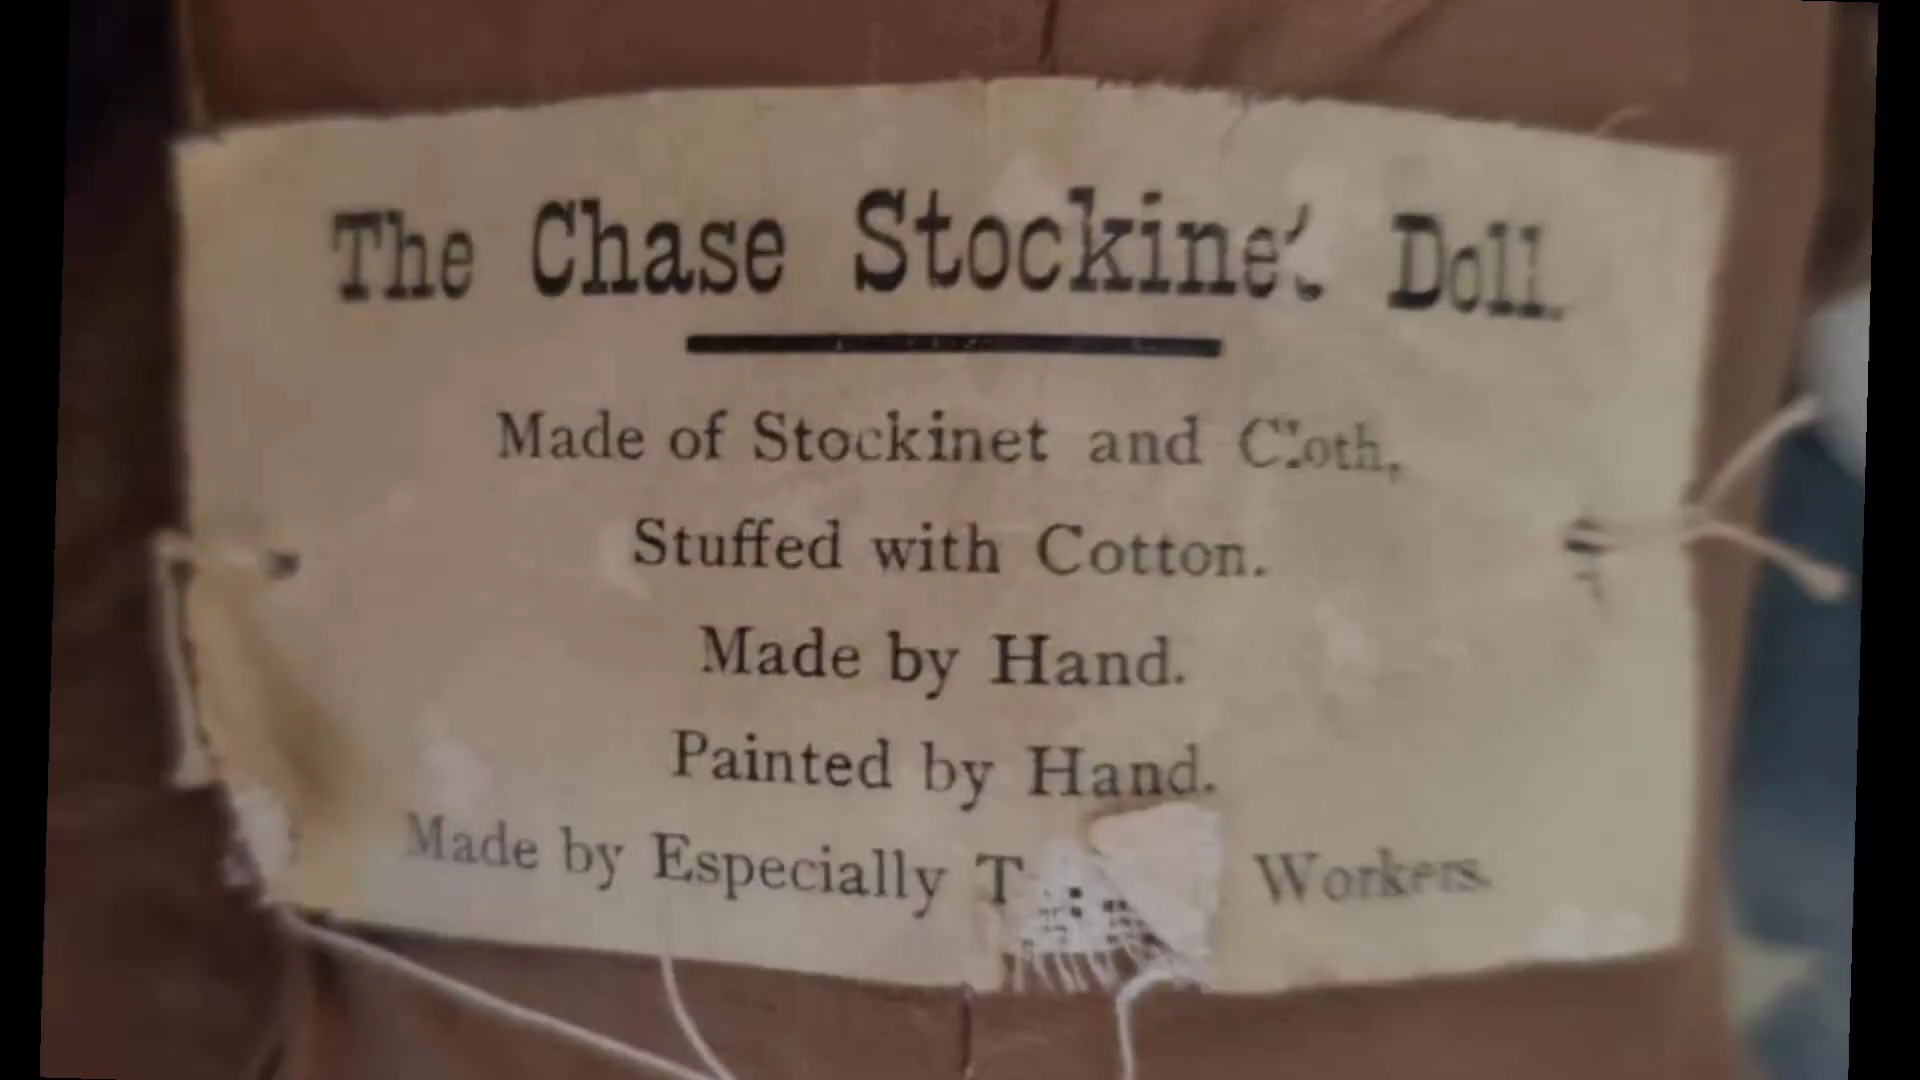 The Chase Stockinet Doll.
Made of Stockinet and Cloth,
Stuffed with Cotton.
Made by Hand.
Painted by Hand.
Made by Especially Workers.